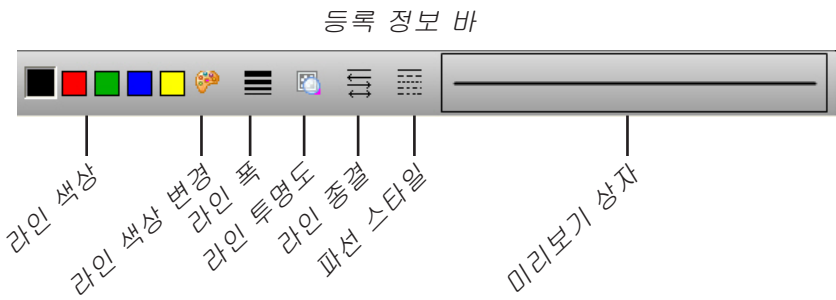 등록 정보 바
라인 색상
라인 색상 변경
라인 폭
라인 투명도
라인 종결
파선 스타일
미리보기 상자